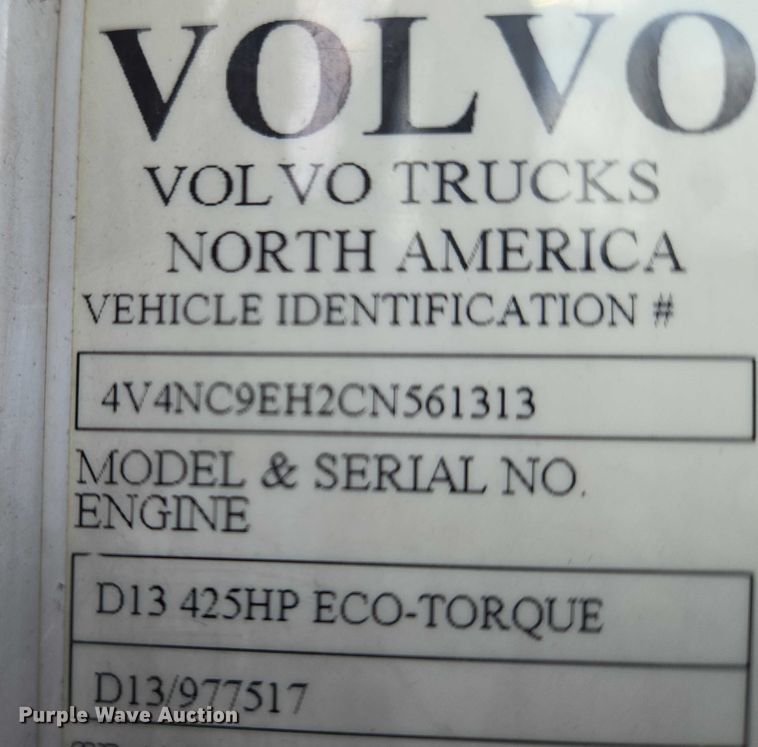 VOLVO
VOLVO TRUCKS
NORTH AMERICA
VEHICLE IDENTIFICATION #
4V4NC9EH2CN561313
MODEL & SERIAL NO.
ENGINE
D13 425HP ECO-TORQUE
D13/977517
Purple Wave Auction